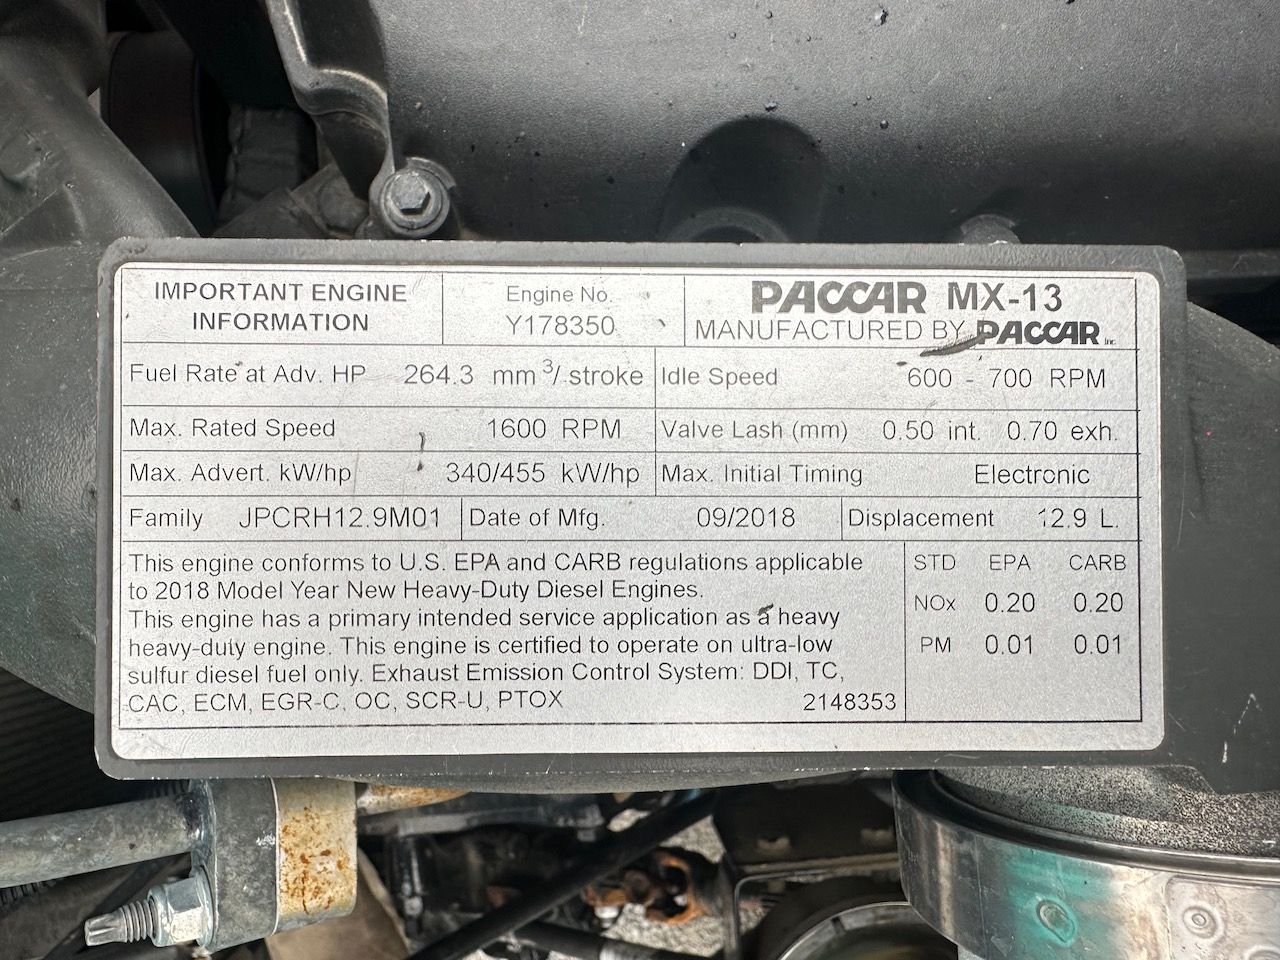 IMPORTANT ENGINE
INFORMATION
Engine No.
Y178350
PACCAR MX-13
MANUFACTURED BY PACCAR Inc
Fuel Rate at Adv. HP 264.3 mm³/ stroke
Idle Speed 600 - 700 RPM
Max. Rated Speed 1600 RPM
Valve Lash (mm) 0.50 int. 0.70 exh.
Max. Advert. kW/hp 340/455 kW/hp
Max. Initial Timing Electronic
Family JPCRH12.9M01
Date of Mfg. 09/2018
Displacement 12.9 L.
This engine conforms to U.S. EPA and CARB regulations applicable
to 2018 Model Year New Heavy-Duty Diesel Engines.
This engine has a primary intended service application as a heavy
heavy-duty engine. This engine is certified to operate on ultra-low
sulfur diesel fuel only. Exhaust Emission Control System: DDI, TC,
CAC, ECM, EGR-C, OC, SCR-U, PTOX 2148353
STD EPA CARB
NOx 0.20 0.20
PM 0.01 0.01